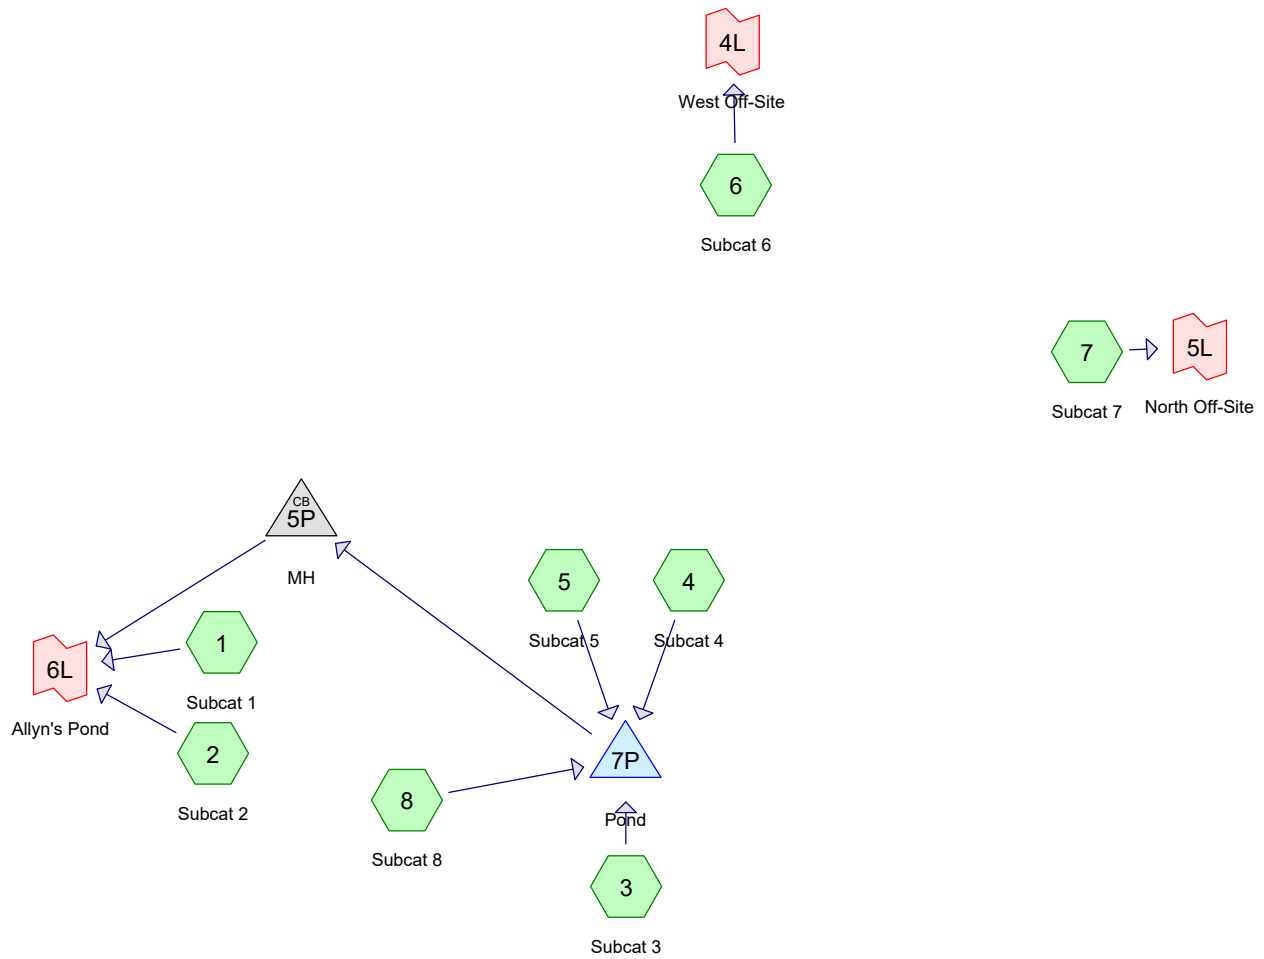 4L
West Off-Site
6
Subcat 6
7
Subcat 7
5L
North Off-Site
CB
5P
MH
5
Subcat 5
4
Subcat 4
1
Subcat 1
6L
Allyn's Pond
2
Subcat 2
7P
Pond
8
Subcat 8
3
Subcat 3